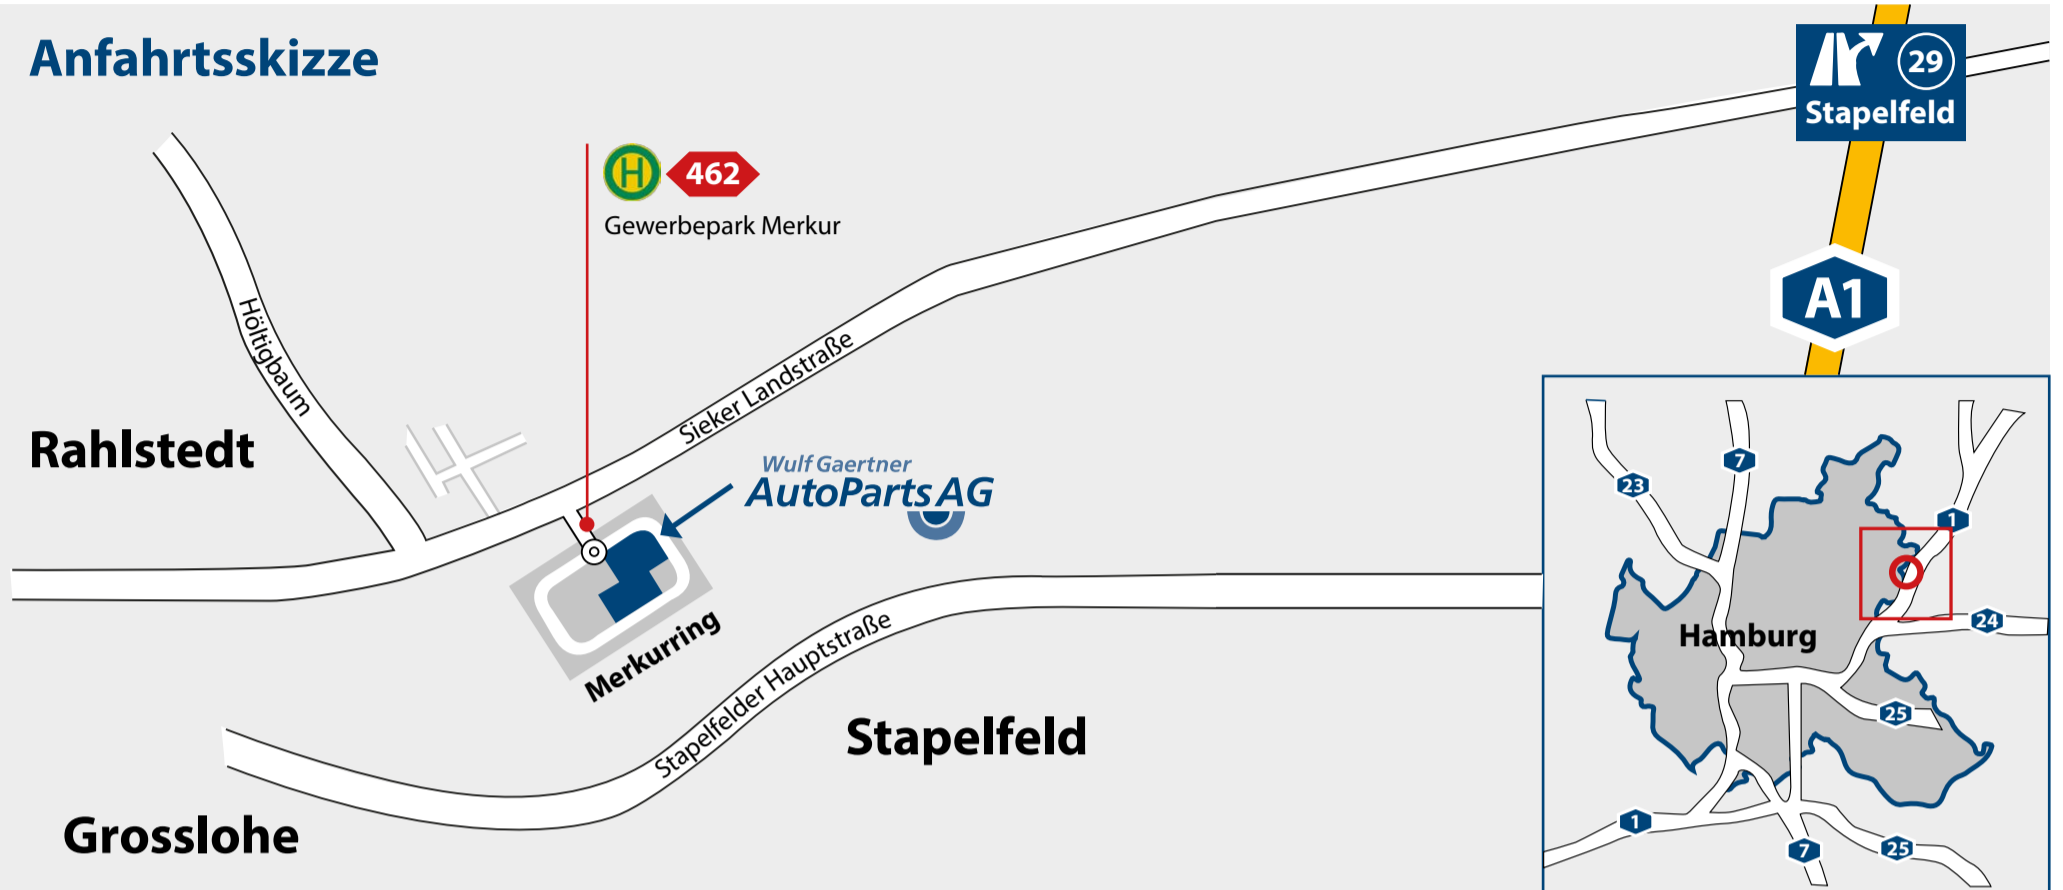 Anfahrtsskizze
29
Stapelfeld
H 462
Gewerbepark Merkur
A1
Höltigbaum
Sieker Landstraße
Rahlstedt
Wulf Gaertner
AutoParts AG
Merkurring
Stapelfelder Hauptstraße
Stapelfeld
Grosslohe
7
23
1
24
Hamburg
25
1
7
25